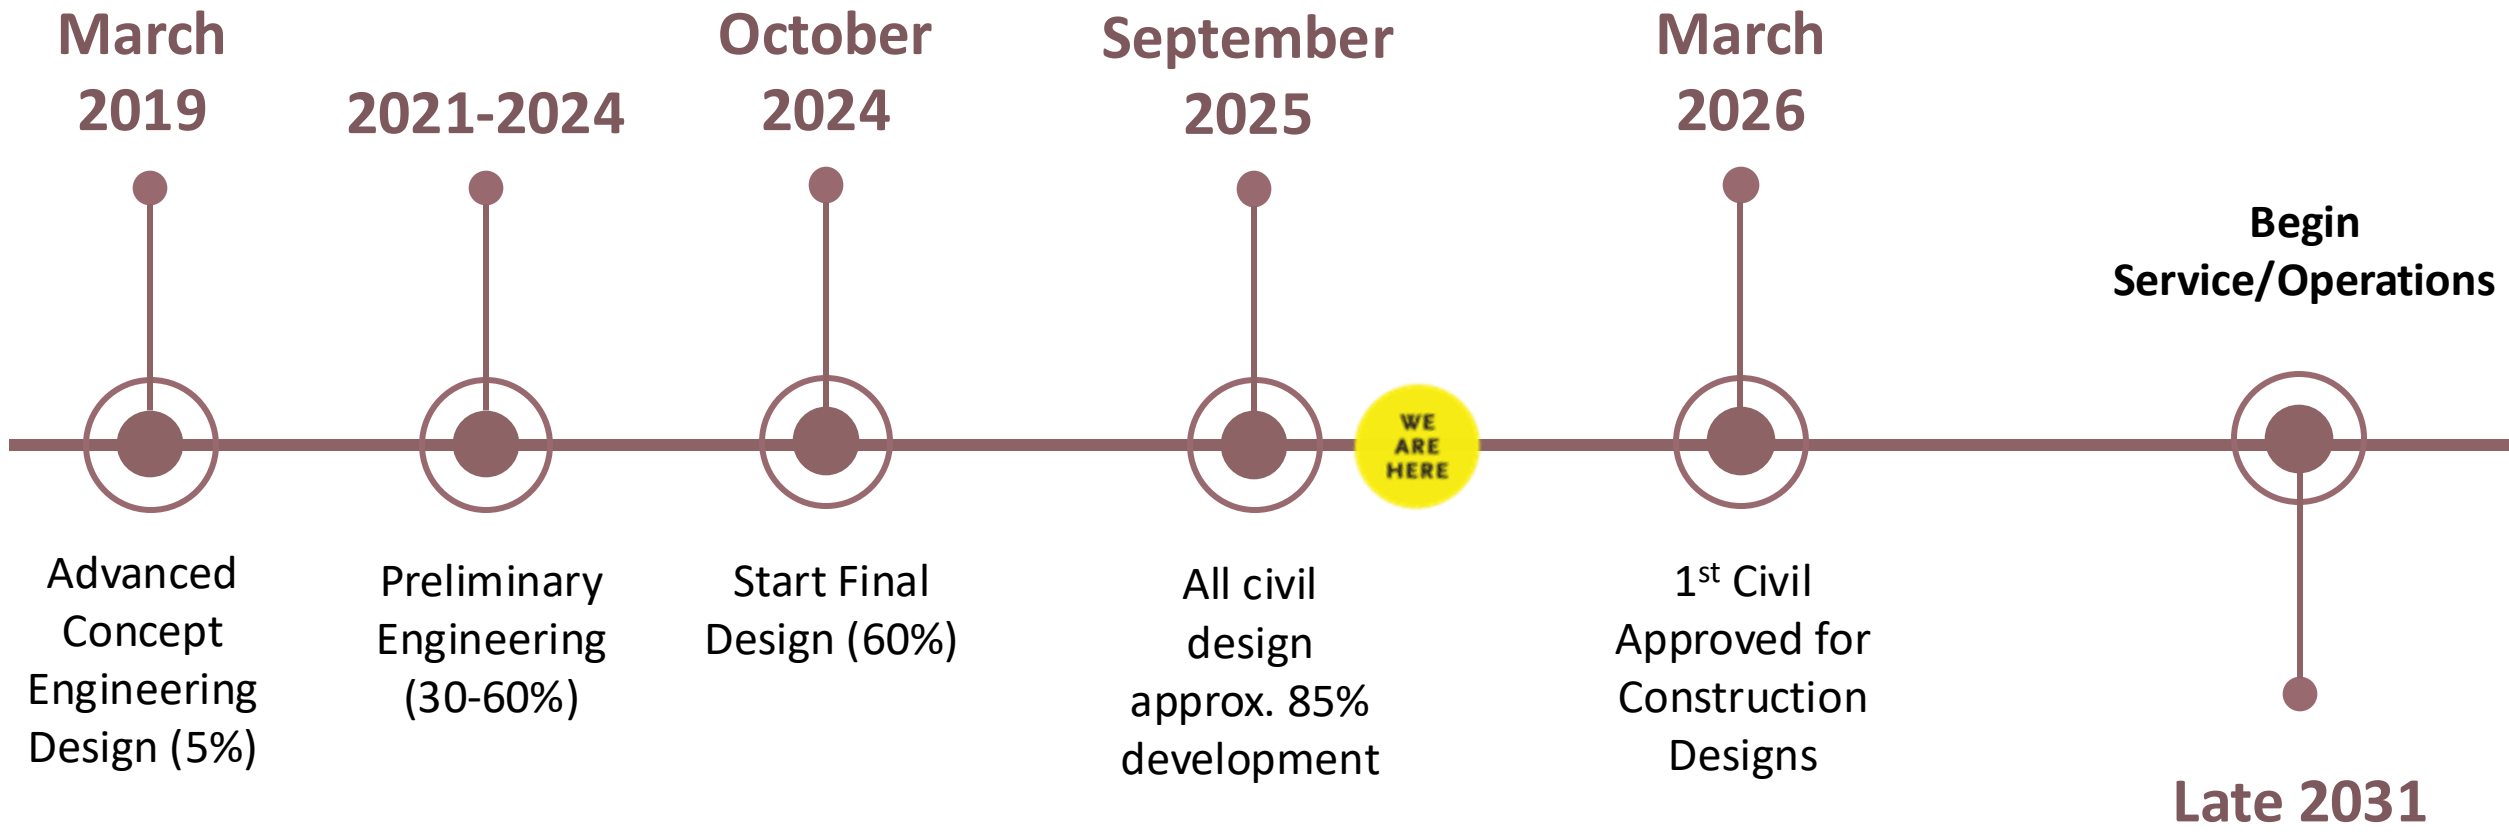 March
2019
2021-2024
October
2024
September
2025
March
2026
Begin
Service/Operations
WE
ARE
HERE
Advanced
Concept
Engineering
Design (5%)
Preliminary
Engineering
(30-60%)
Start Final
Design (60%)
All civil
design
approx. 85%
development
1st Civil
Approved for
Construction
Designs
Late 2031